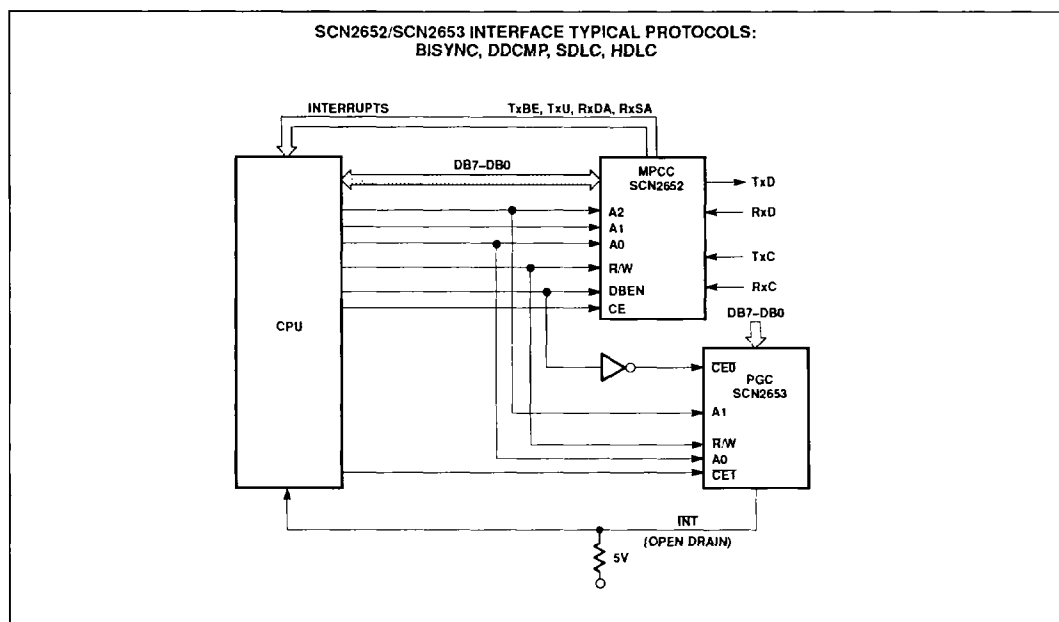 SCN2652/SCN2653 INTERFACE TYPICAL PROTOCOLS:
BISYNC, DDCMP, SDLC, HDLC
INTERRUPTS
TxBE, TxU, RxDA, RxSA
DB7–DB0
MPCC
SCN2652
TxD
A2
RxD
A1
A0
TxC
R/W
DBEN
RxC
CE
DB7–DB0
CPU
CE0
PGC
SCN2653
A1
R/W
A0
CE1
INT
(OPEN DRAIN)
5V